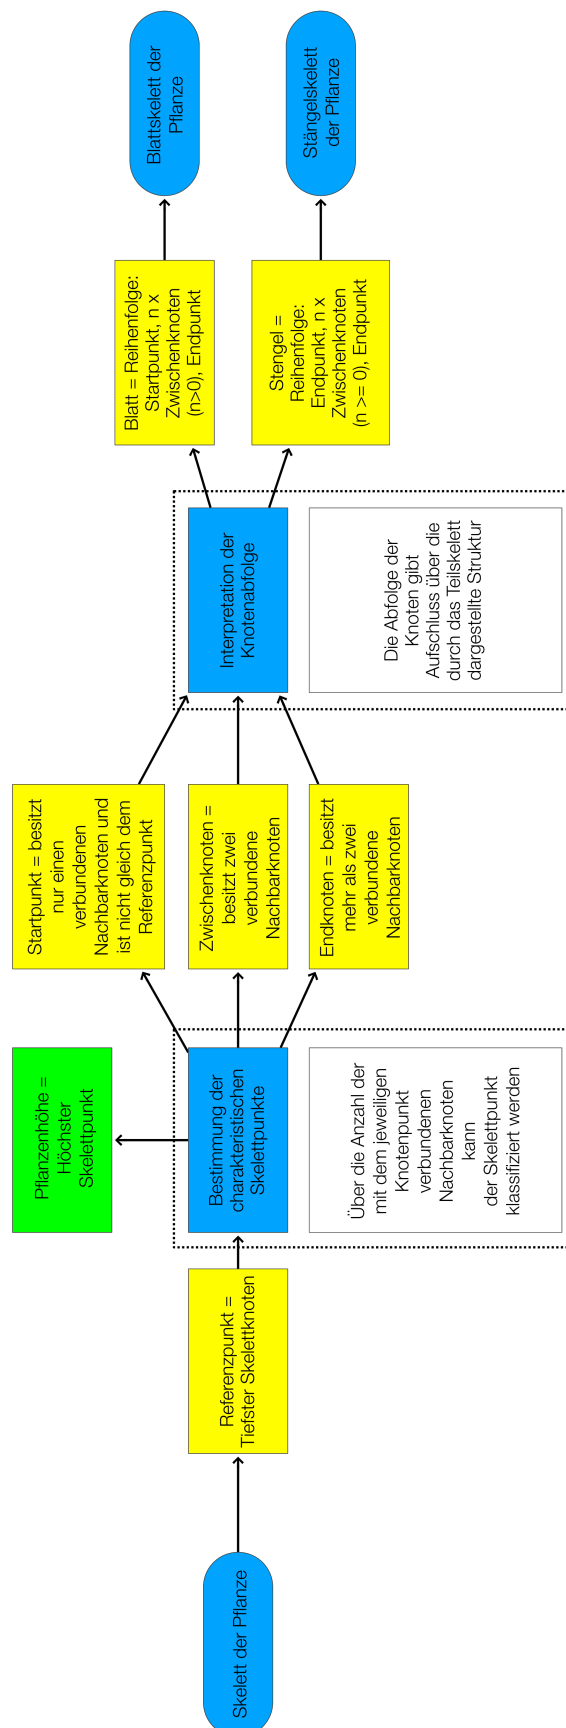 Skelett der Pflanze
Referenzpunkt =
Tiefster Skelettknoten
Pflanzenhöhe =
Höchster
Skelettpunkt
Bestimmung der
charakteristischen
Skelettpunkte
Über die Anzahl der
mit dem jeweiligen
Knotenpunkt
verbundenen
Nachbarknoten
kann
der Skelettpunkt
klassifiziert werden
Startpunkt = besitzt
nur einen
verbundenen
Nachbarknoten und
ist nicht gleich dem
Referenzpunkt
Zwischenknoten =
besitzt zwei
verbundene
Nachbarknoten
Endknoten = besitzt
mehr als zwei
verbundene
Nachbarknoten
Interpretation der
Knotenabfolge
Die Abfolge der
Knoten gibt
Aufschluss über die
durch das Teilskelett
dargestellte Struktur
Blatt = Reihenfolge:
Startpunkt, n x
Zwischenknoten
(n>0), Endpunkt
Stengel =
Reihenfolge:
Endpunkt, n x
Zwischenknoten
(n >= 0), Endpunkt
Blattskelett der
Pflanze
Stängelskelett
der Pflanze